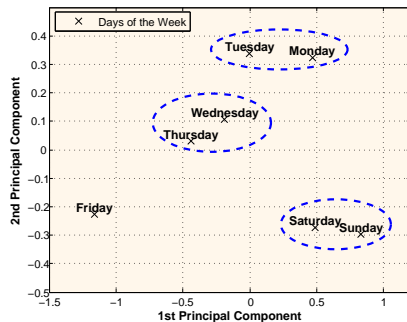 Days of the Week
0.4
0.3
0.2
0.1
0
−0.1
−0.2
−0.3
−0.4
−0.5
2nd Principal Component
Tuesday
Monday
Wednesday
Thursday
Friday
Saturday
Sunday
−1.5
−1
−0.5
0
0.5
1
1st Principal Component